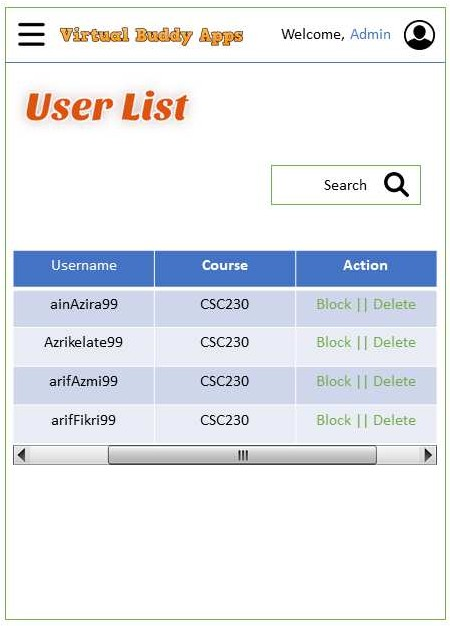 Virtual Buddy Apps Welcome, Admin
User List
Search
Username Course Action
ainAzira99 CSC230 Block || Delete
Azrikelate99 CSC230 Block || Delete
arifAzmi99 CSC230 Block || Delete
arifFikri99 CSC230 Block || Delete